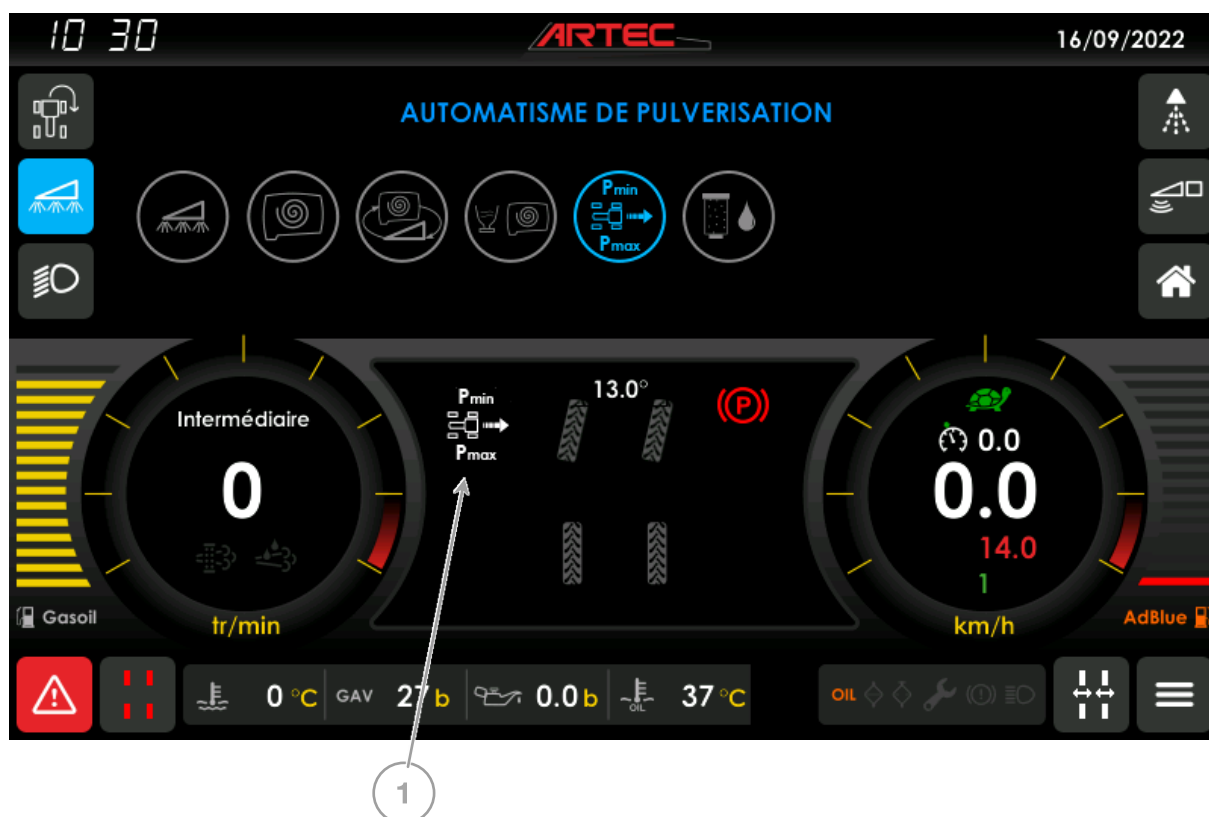 10 30
ARTEC
16/09/2022
AUTOMATISME DE PULVERISATION
Pmin
Pmax
Intermédiaire
0
tr/min
Pmin
Pmax
13.0°
(P)
0.0
0.0
14.0
1
km/h
Gasoil
AdBlue
0 °C
GAV 27 b
0.0 b
OIL
37 °C
OIL
1